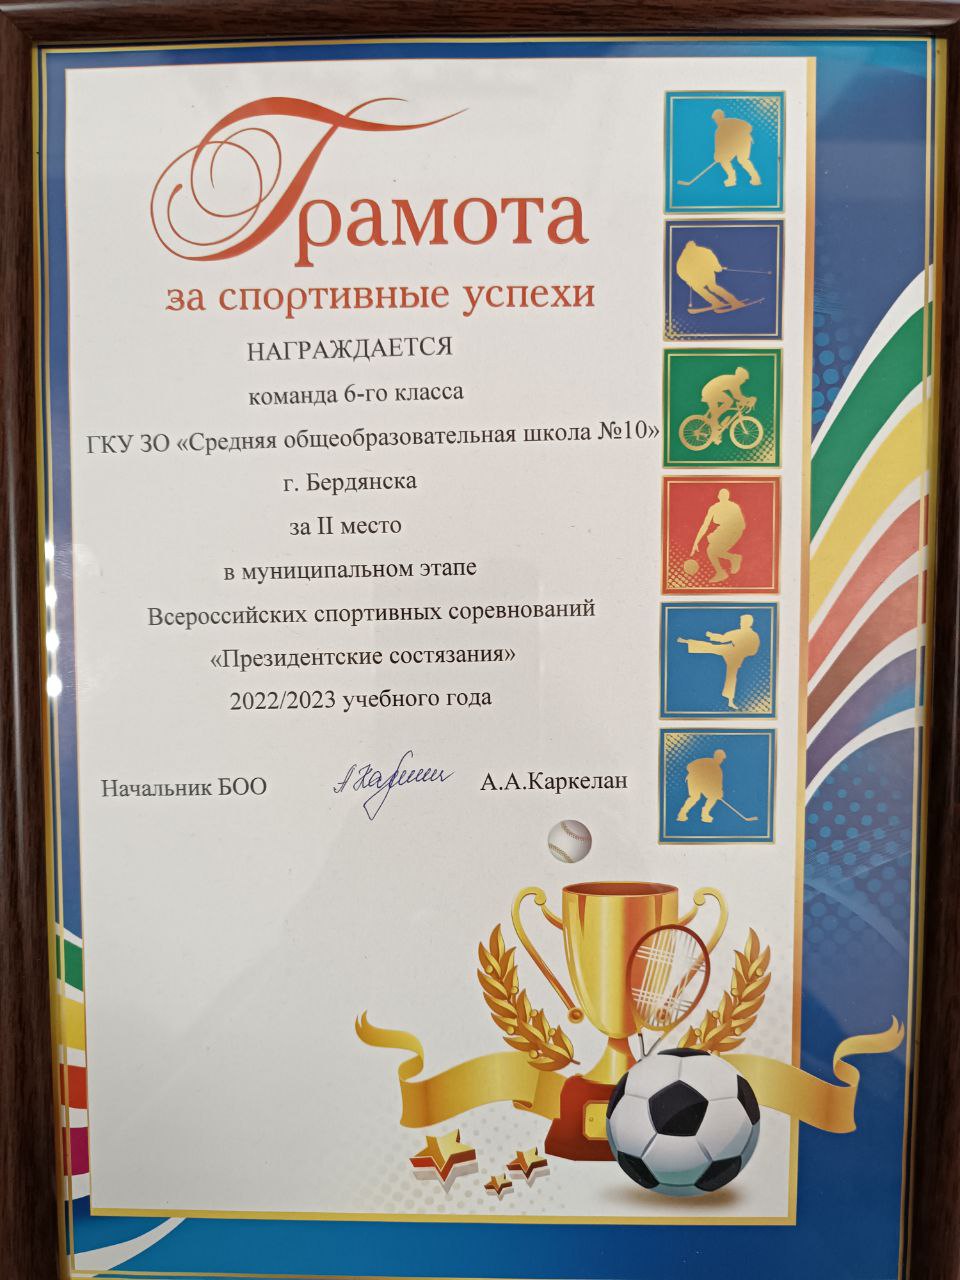 Грамота
за спортивные успехи
НАГРАЖДАЕТСЯ
команда 6-го класса
ГКУ ЗО «Средняя общеобразовательная школа №10»
г. Бердянска
за II место
в муниципальном этапе
Всероссийских спортивных соревнований
«Президентские состязания»
2022/2023 учебного года
Начальник БОО А.А.Каркелан